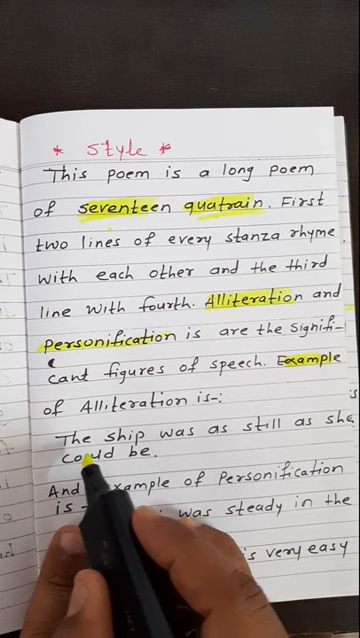 * Style *
This poem is a long poem
of seventeen quatrain. First
two lines of every stanza rhyme
with each other and the third
line with fourth. Alliteration and
Personification is are the signifi-
cant figures of speech. Example
of Alliteration is-:
The ship was as still as she
could be.
And example of Personification
is was steady in the
is very easy